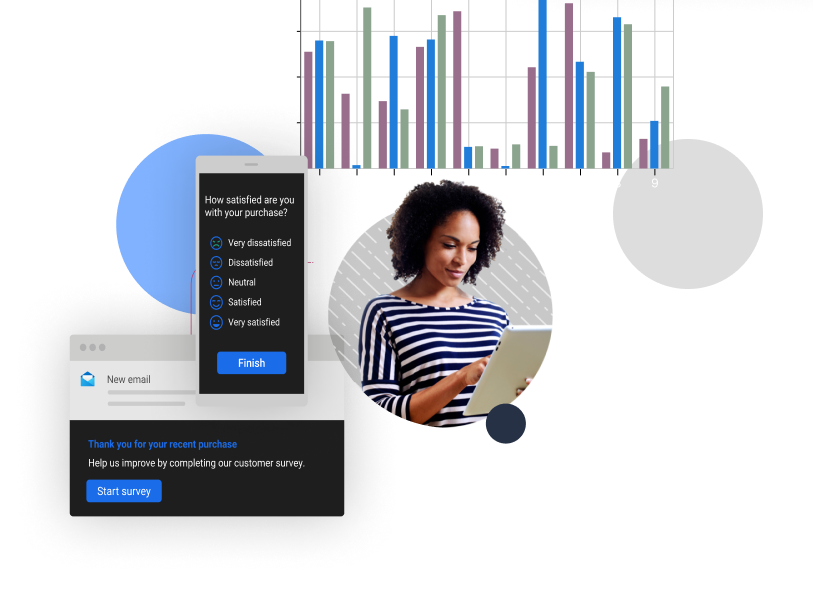 9
How satisfied are you
with your purchase?
Very dissatisfied
Dissatisfied
Neutral
Satisfied
Very satisfied
Finish
New email
Thank you for your recent purchase
Help us improve by completing our customer survey.
Start survey